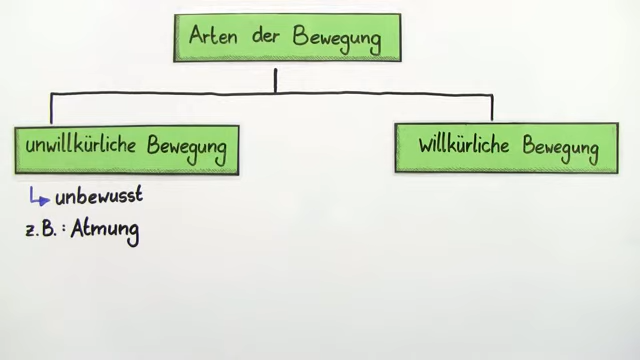 Arten der Bewegung
unwillkürliche Bewegung
willkürliche Bewegung
unbewusst
z.B.: Atmung